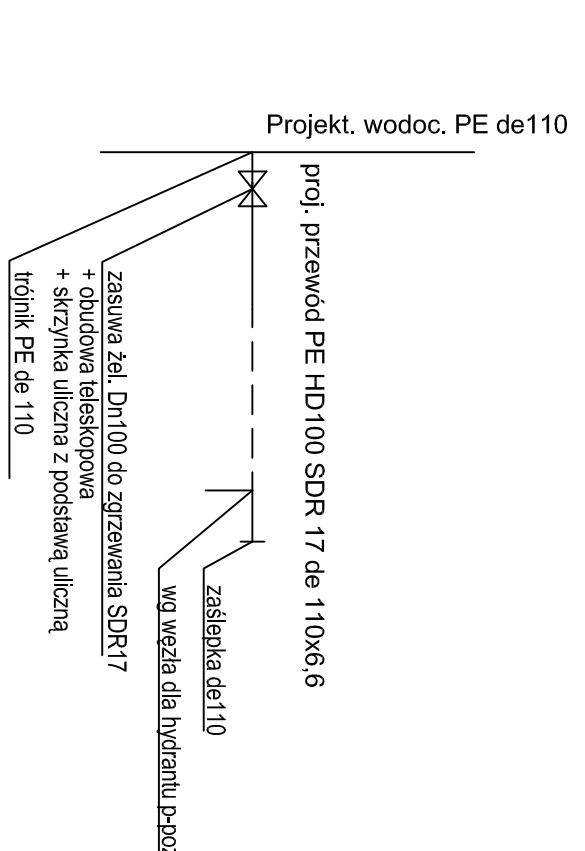 Projekt. wodoc. PE de110
proj. przewód PE HD100 SDR 17 de 110x6,6
zasuwa żel. Dn100 do zgrzewania SDR17
+ obudowa teleskopowa
+ skrzynka uliczna z podstawą uliczną
trójnik PE de 110
zaślepka de110
wg węzła dla hydrantu p-poż